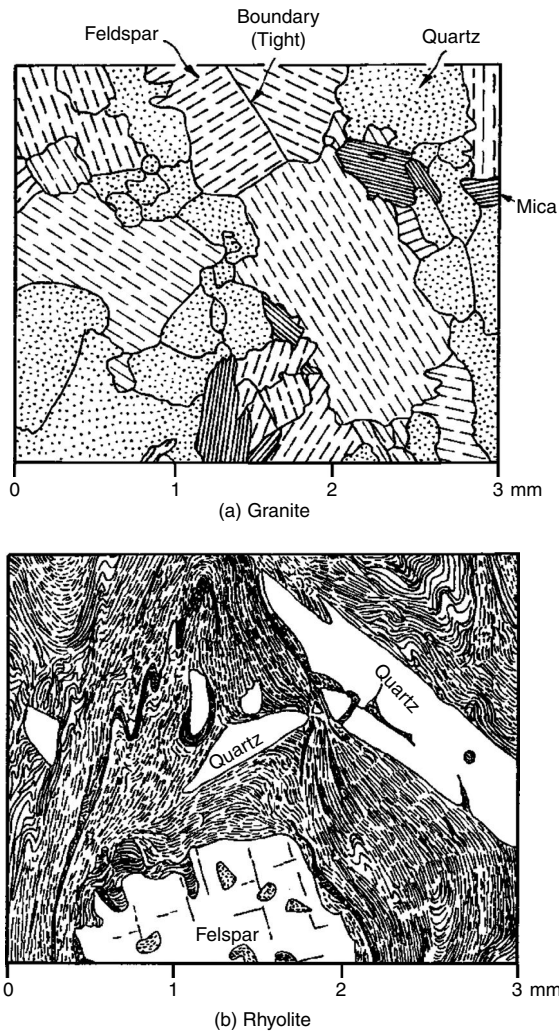 Feldspar
Boundary
(Tight)
Quartz
Mica
0 1 2 3 mm
(a) Granite
Quartz
Quartz
Felspar
0 1 2 3 mm
(b) Rhyolite